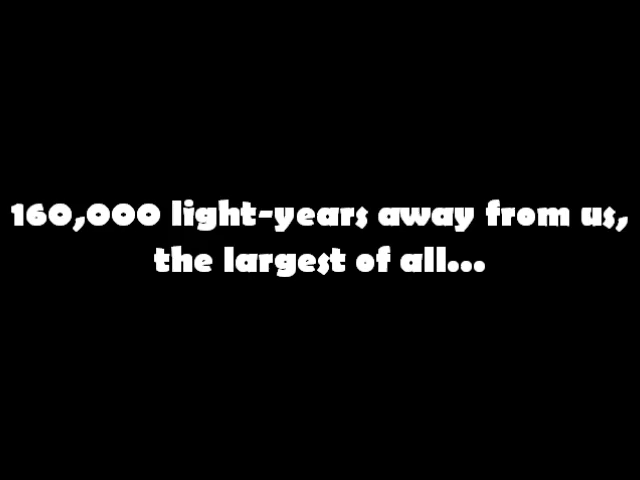 160,000 light-years away from us,
the largest of all...